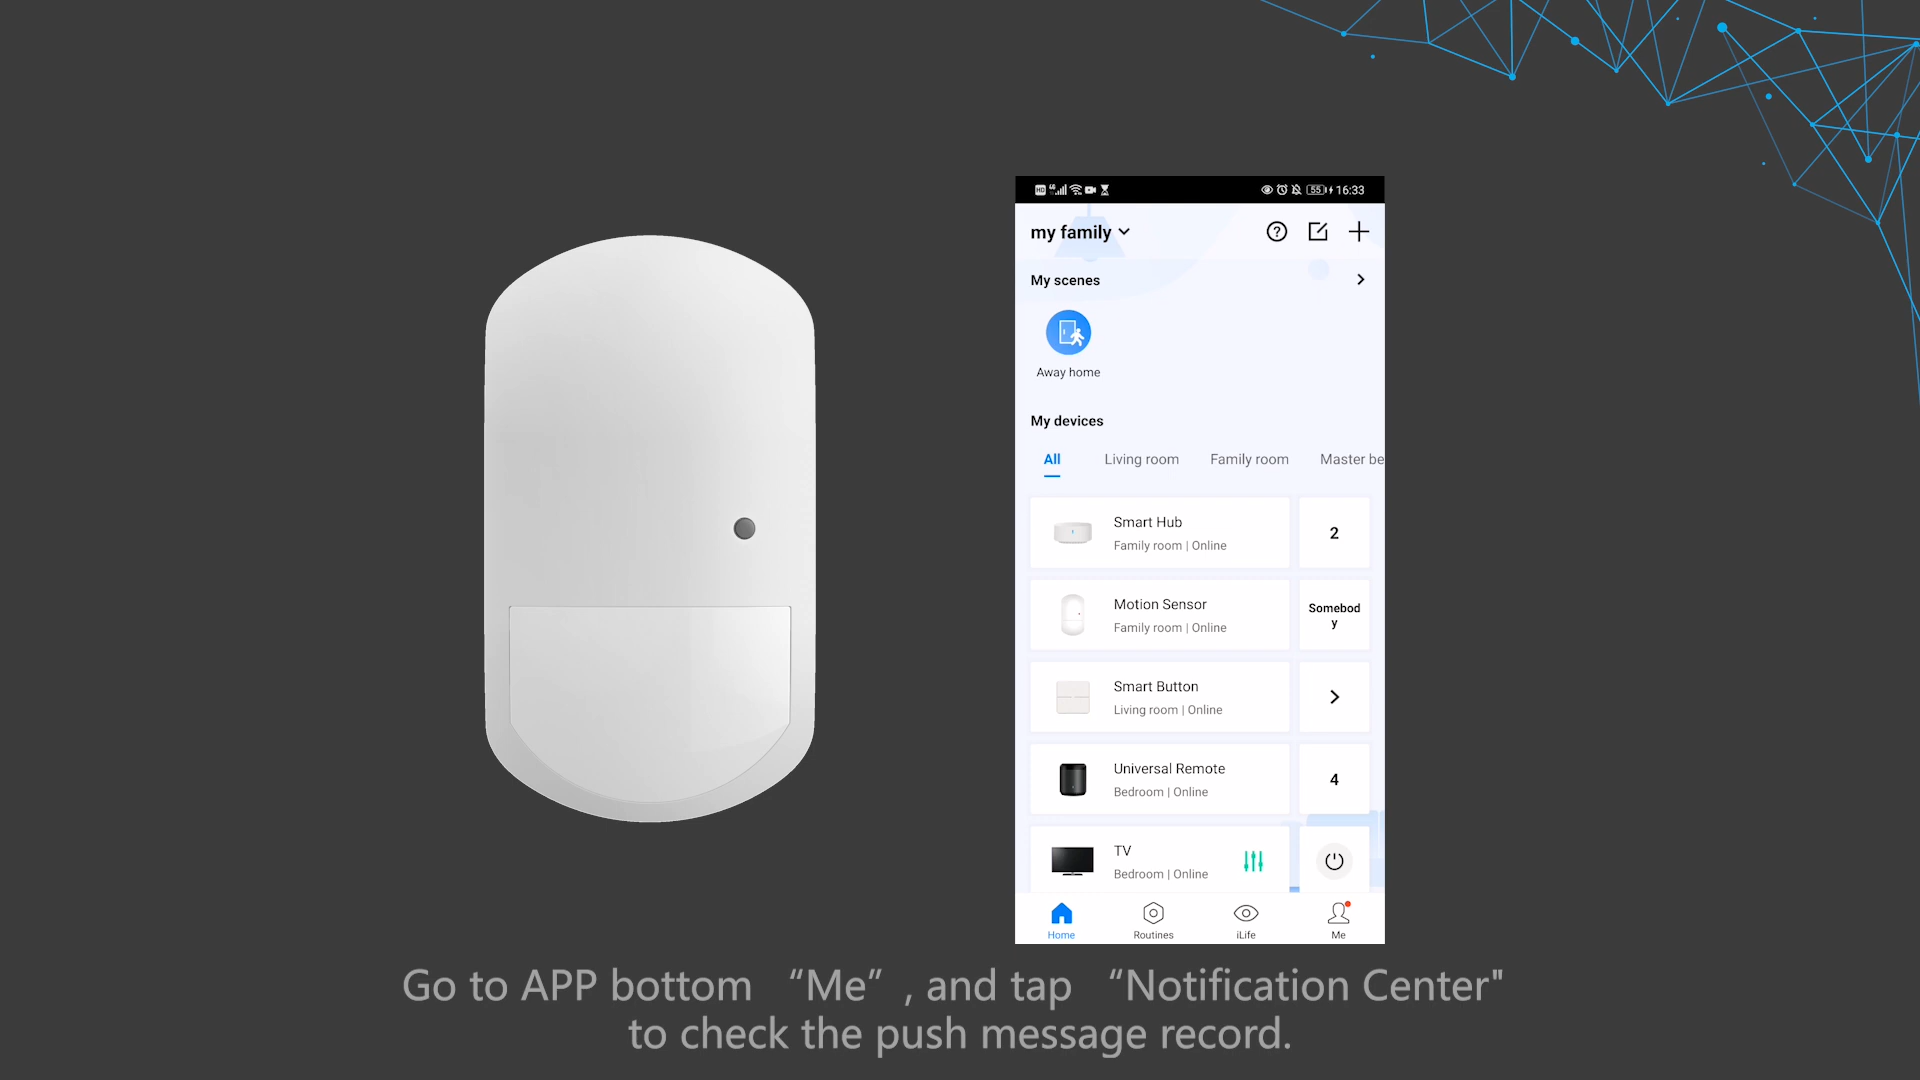 16:33
my family
My scenes
Away home
My devices
All Living room Family room Master be
Smart Hub
Family room | Online
2
Motion Sensor
Family room | Online
Somebod
y
Smart Button
Living room | Online
Universal Remote
Bedroom | Online
4
TV
Bedroom | Online
Home Routines iLife Me
Go to APP bottom “Me”, and tap “Notification Center"
to check the push message record.